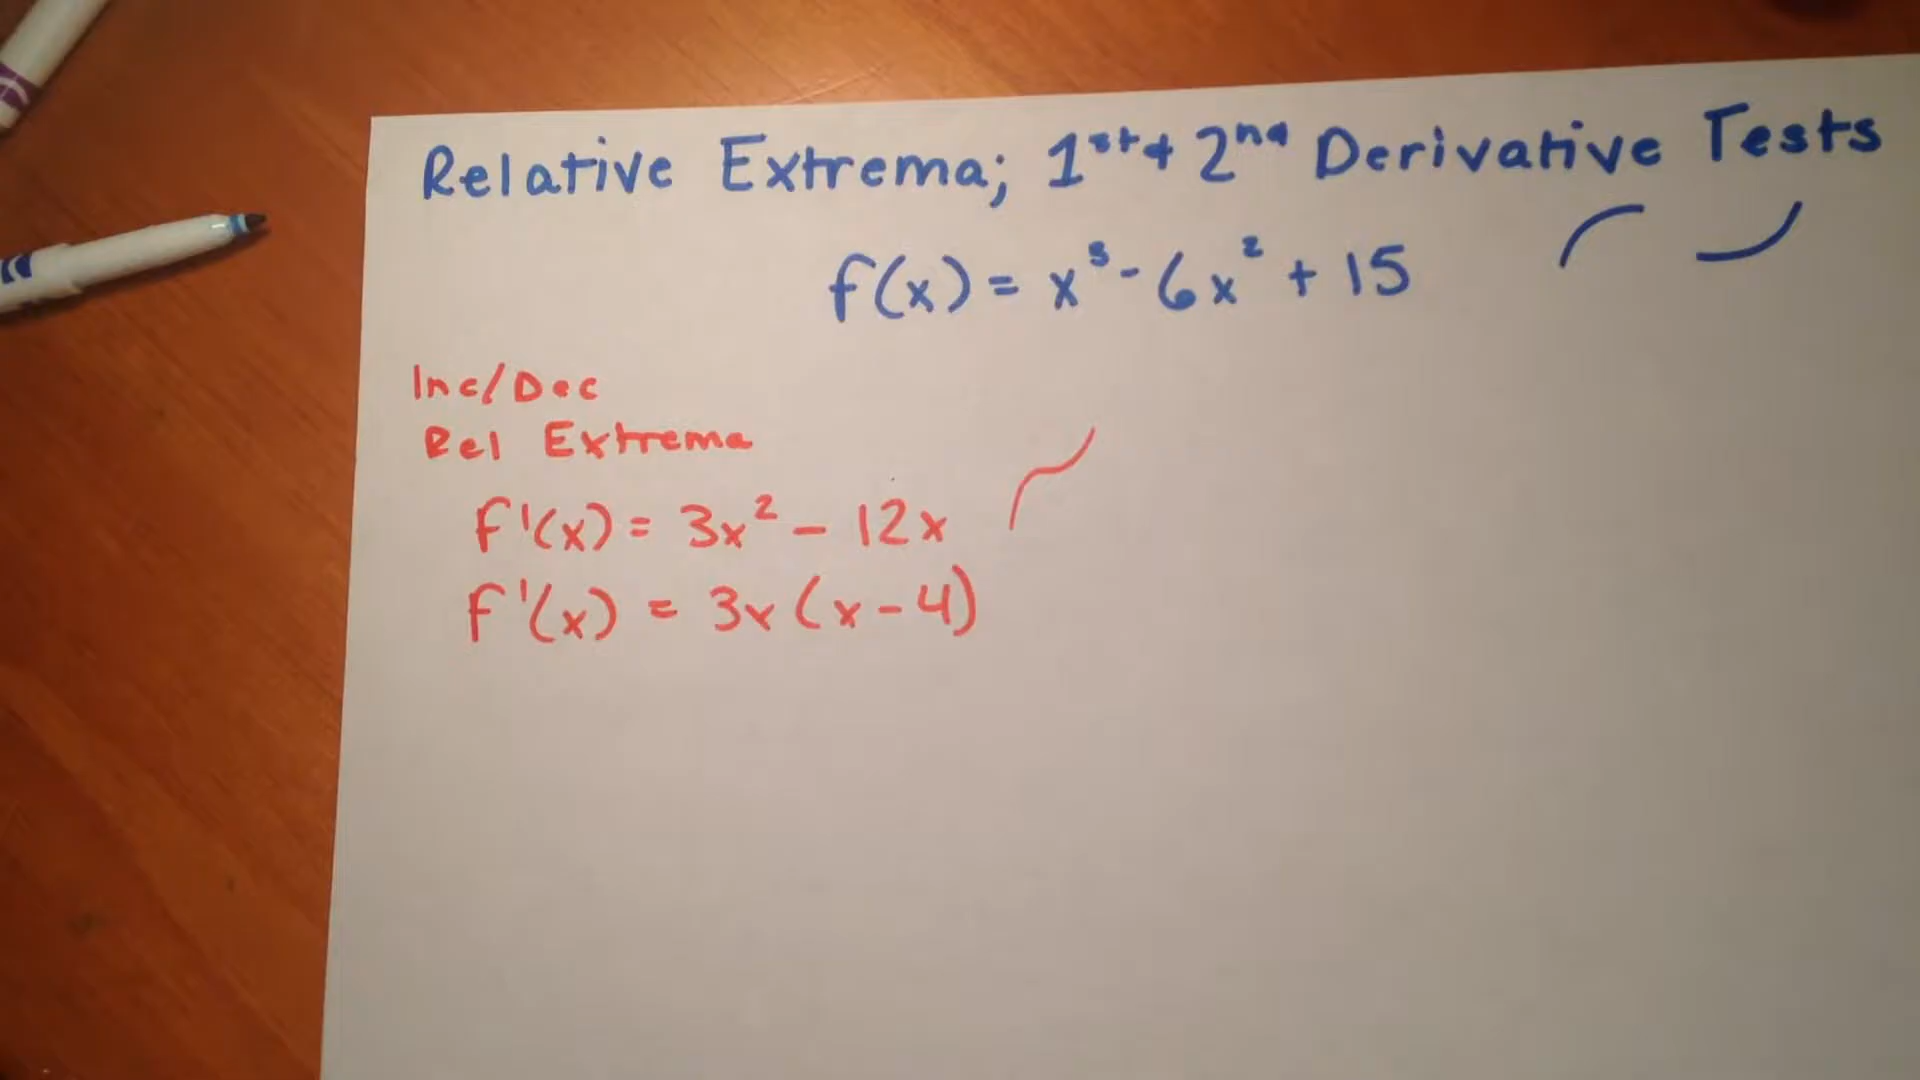 Relative Extrema; 1st + 2nd Derivative Tests
f(x) = x³ - 6x² + 15
Inc/Dec
Rel Extrema
f'(x) = 3x² - 12x
f'(x) = 3x(x-4)